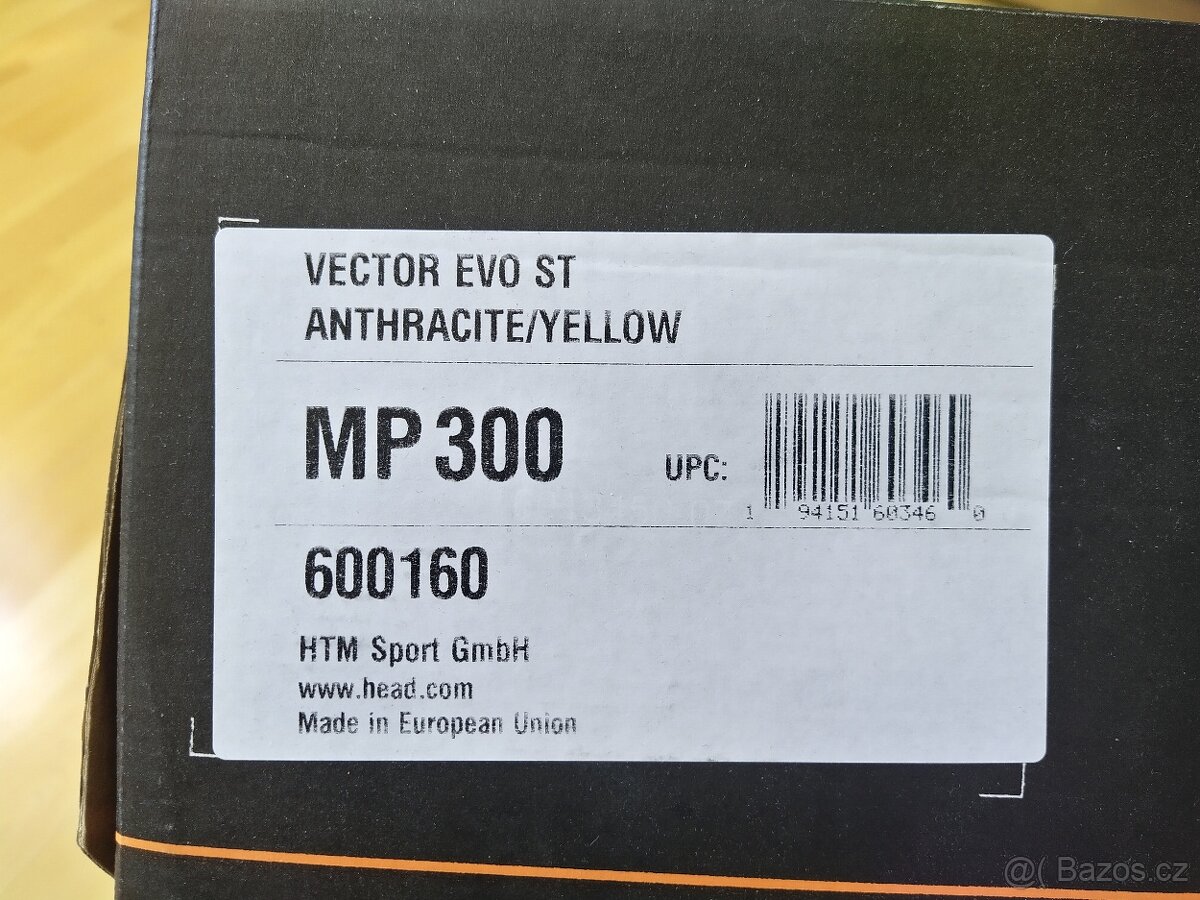 VECTOR EVO ST
ANTHRACITE/YELLOW
MP 300
UPC:
1 94151 60346 0
600160
HTM Sport GmbH
www.head.com
Made in European Union
@( Bazos.cz